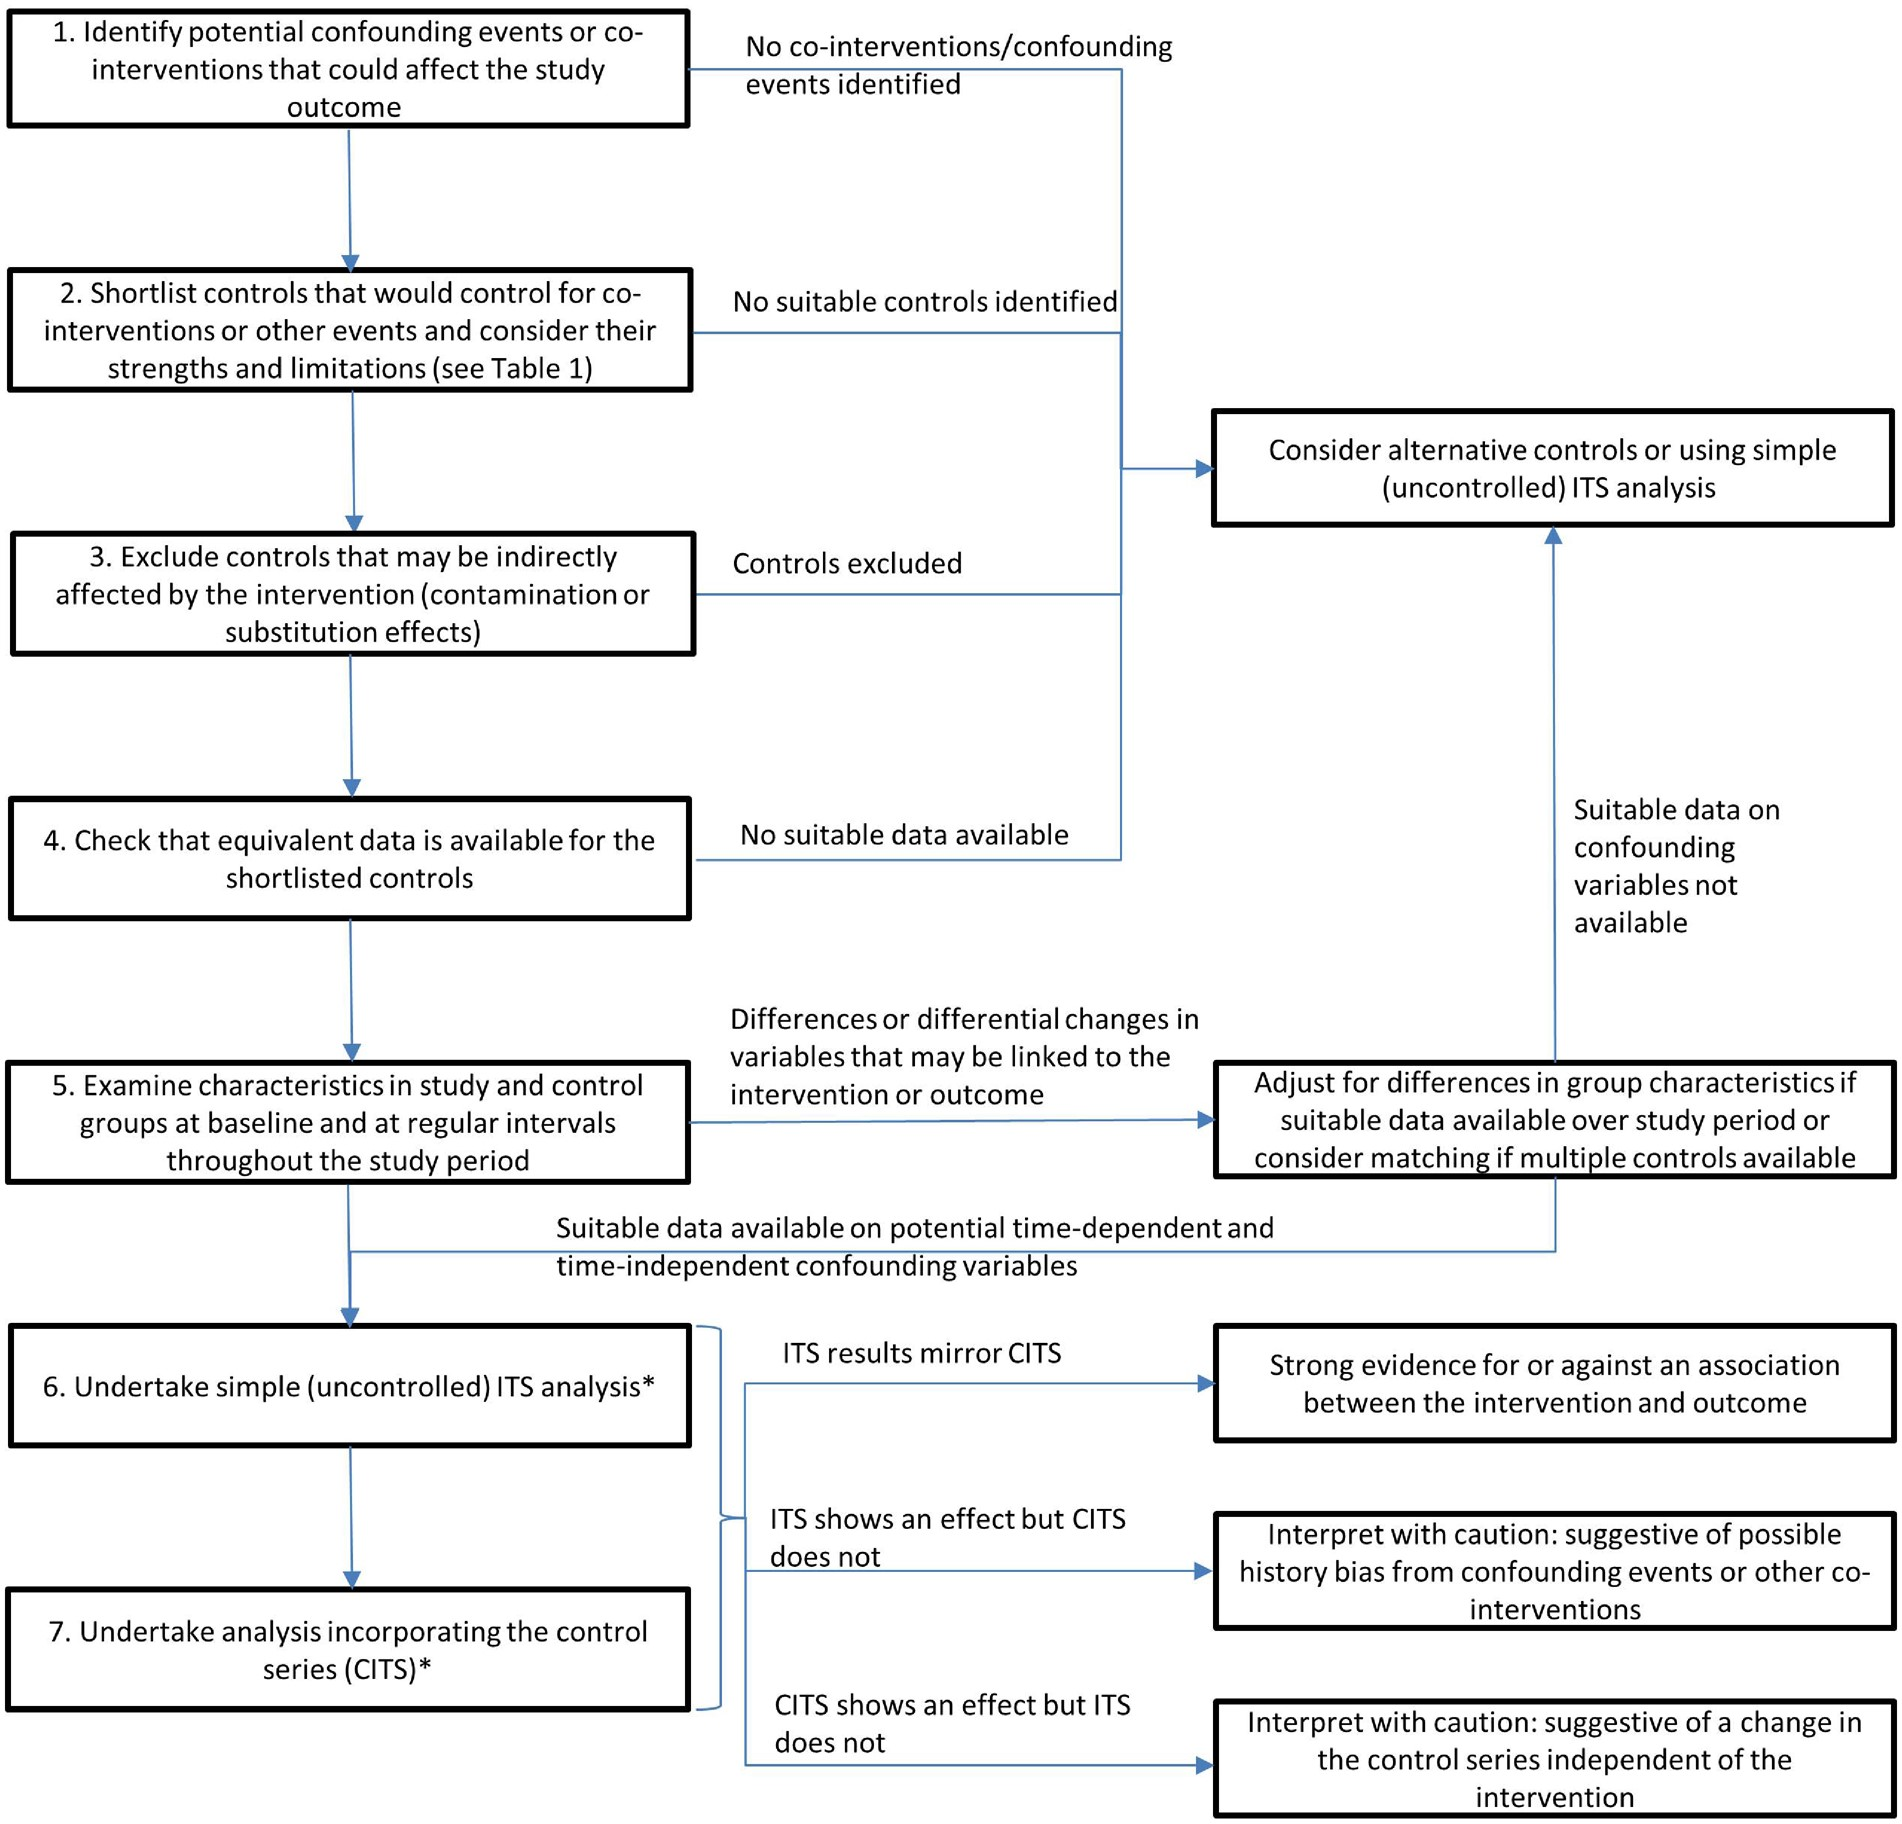 1. Identify potential confounding events or co-
interventions that could affect the study
outcome
No co-interventions/confounding
events identified
2. Shortlist controls that would control for co-
interventions or other events and consider their
strengths and limitations (see Table 1)
No suitable controls identified
Consider alternative controls or using simple
(uncontrolled) ITS analysis
3. Exclude controls that may be indirectly
affected by the intervention (contamination or
substitution effects)
Controls excluded
4. Check that equivalent data is available for the
shortlisted controls
No suitable data available
Suitable data on
confounding
variables not
available
5. Examine characteristics in study and control
groups at baseline and at regular intervals
throughout the study period
Differences or differential changes in
variables that may be linked to the
intervention or outcome
Adjust for differences in group characteristics if
suitable data available over study period or
consider matching if multiple controls available
Suitable data available on potential time-dependent and
time-independent confounding variables
6. Undertake simple (uncontrolled) ITS analysis*
ITS results mirror CITS
Strong evidence for or against an association
between the intervention and outcome
ITS shows an effect but CITS
does not
Interpret with caution: suggestive of possible
history bias from confounding events or other co-
interventions
7. Undertake analysis incorporating the control
series (CITS)*
CITS shows an effect but ITS
does not
Interpret with caution: suggestive of a change in
the control series independent of the
intervention